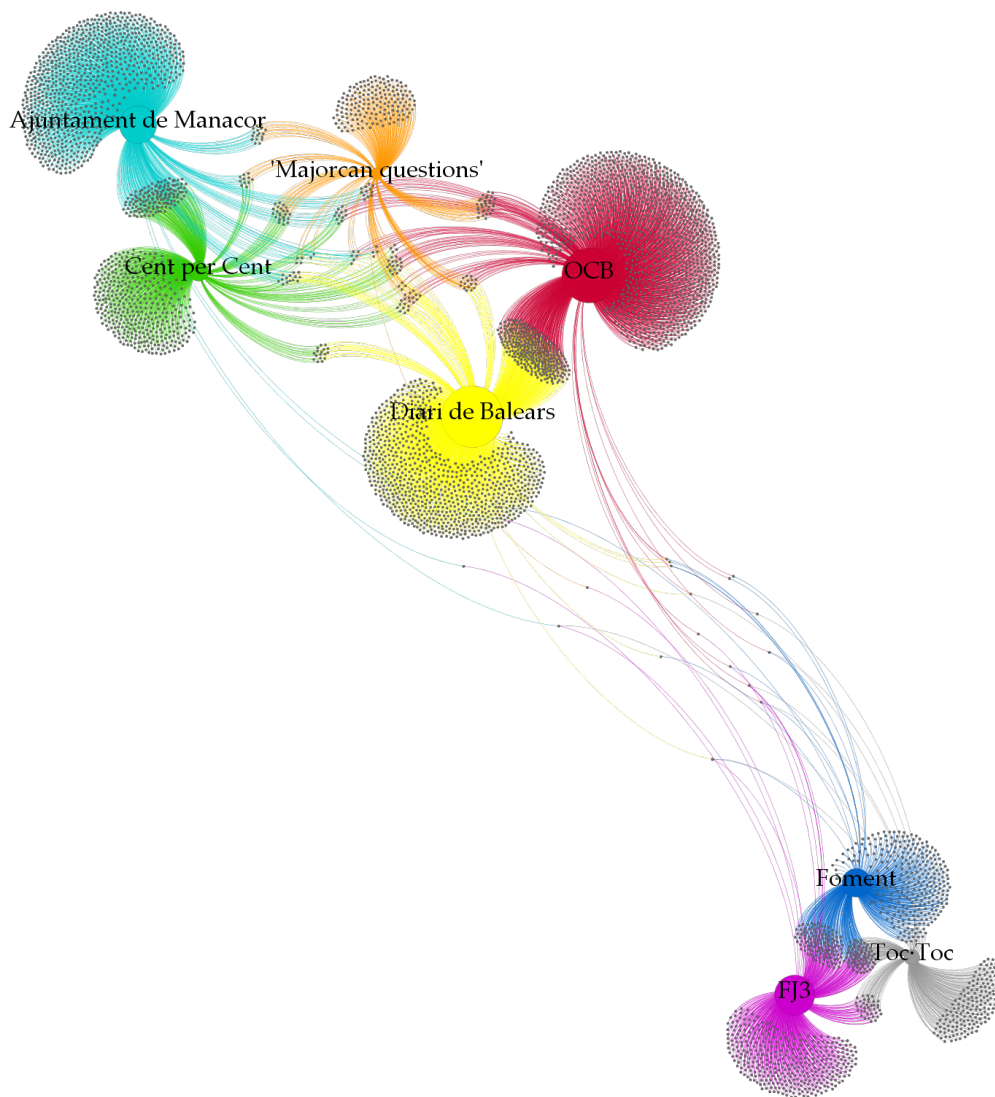 Ajuntament de Manacor
'Majorcan questions'
Cent per Cent
OCB
Diari de Balears
Foment
Toc·Toc
FJ3